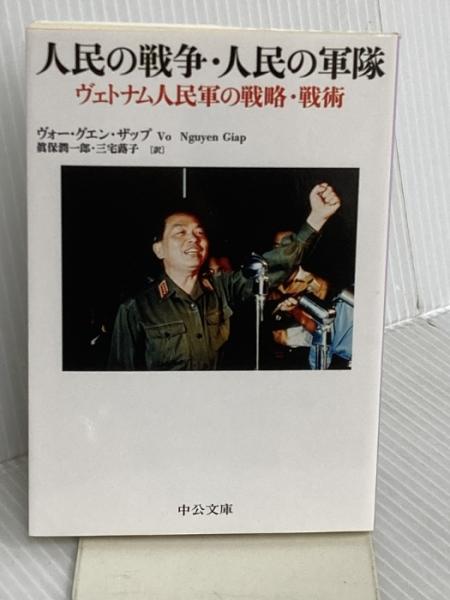 人民の戦争・人民の軍隊
ヴェトナム人民軍の戦略・戦術
ヴォー・グエン・ザップ Vo Nguyen Giap
眞保潤一郎・三宅蕗子 [訳]
中公文庫